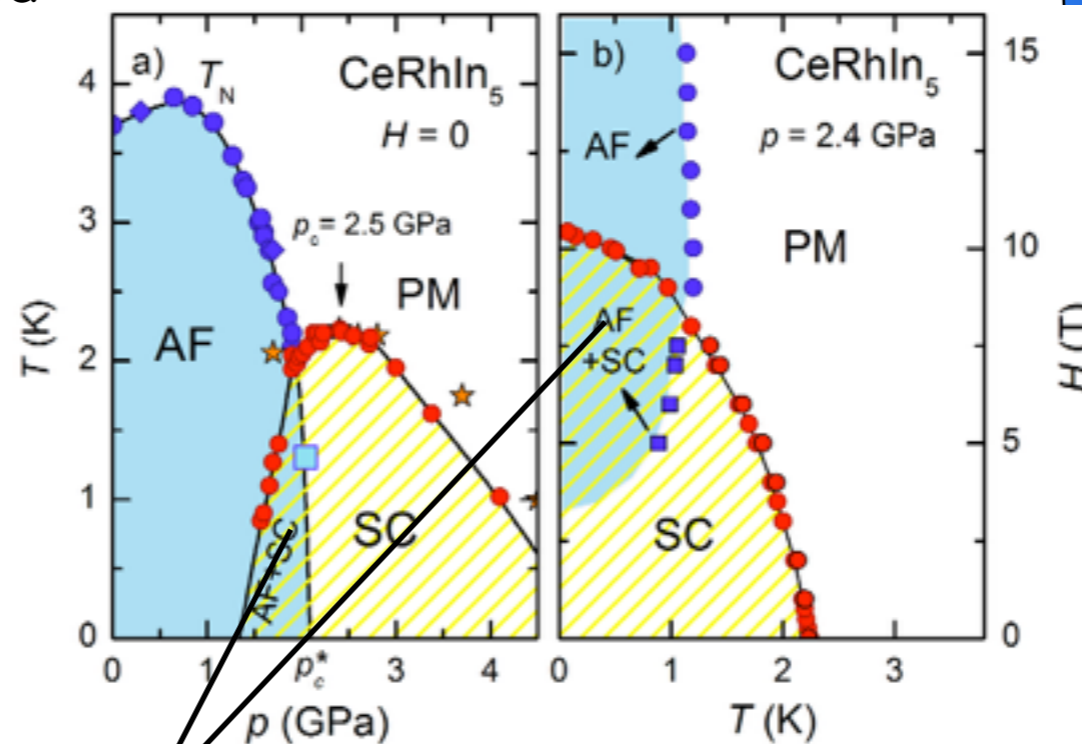 a)
T_N
CeRhIn5
H = 0
p_c = 2.5 GPa
PM
AF
SC
AF+SC
4
3
2
1
0
T (K)
0
1
p_c*
3
4
p (GPa)
b)
CeRhIn5
p = 2.4 GPa
AF
PM
AF
+SC
SC
15
10
5
0
H (T)
0
1
2
3
T (K)